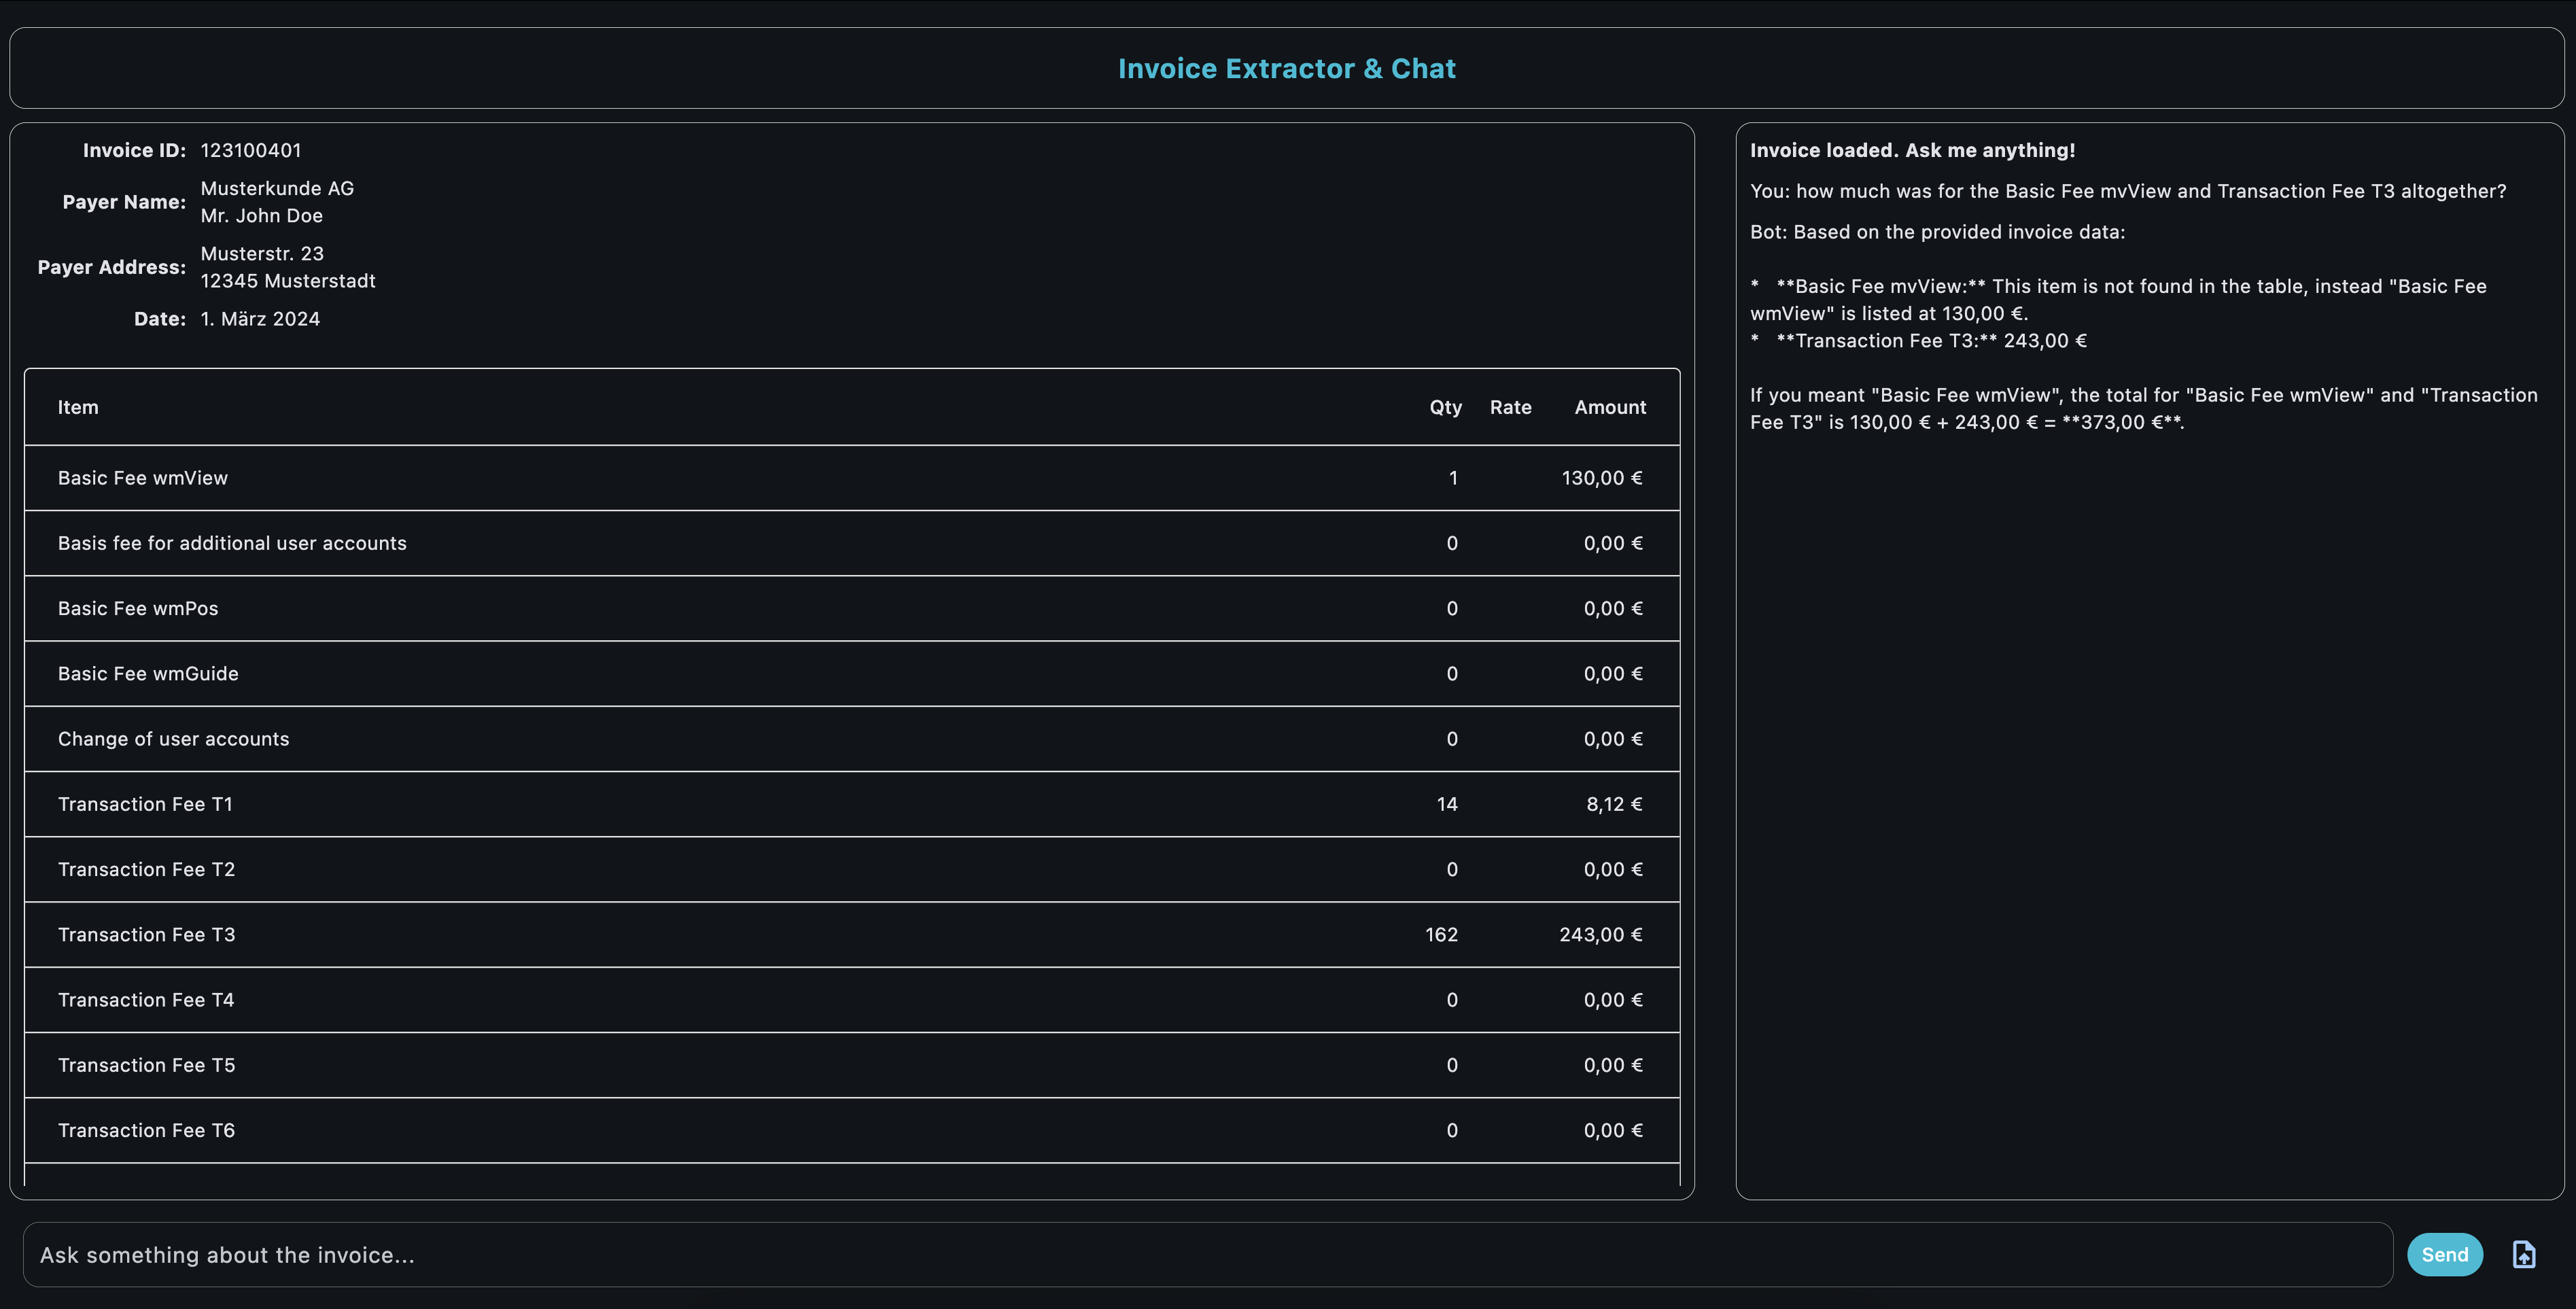 Invoice Extractor & Chat
Invoice ID: 123100401
Payer Name: Musterkunde AG
Mr. John Doe
Payer Address: Musterstr. 23
12345 Musterstadt
Date: 1. März 2024
Item Qty Rate Amount
Basic Fee wmView 1 130,00 €
Basis fee for additional user accounts 0 0,00 €
Basic Fee wmPos 0 0,00 €
Basic Fee wmGuide 0 0,00 €
Change of user accounts 0 0,00 €
Transaction Fee T1 14 8,12 €
Transaction Fee T2 0 0,00 €
Transaction Fee T3 162 243,00 €
Transaction Fee T4 0 0,00 €
Transaction Fee T5 0 0,00 €
Transaction Fee T6 0 0,00 €
Invoice loaded. Ask me anything!
You: how much was for the Basic Fee mvView and Transaction Fee T3 altogether?
Bot: Based on the provided invoice data:
* **Basic Fee mvView:** This item is not found in the table, instead "Basic Fee
wmView" is listed at 130,00 €.
* **Transaction Fee T3:** 243,00 €
If you meant "Basic Fee wmView", the total for "Basic Fee wmView" and "Transaction
Fee T3" is 130,00 € + 243,00 € = **373,00 €**.
Ask something about the invoice...
Send